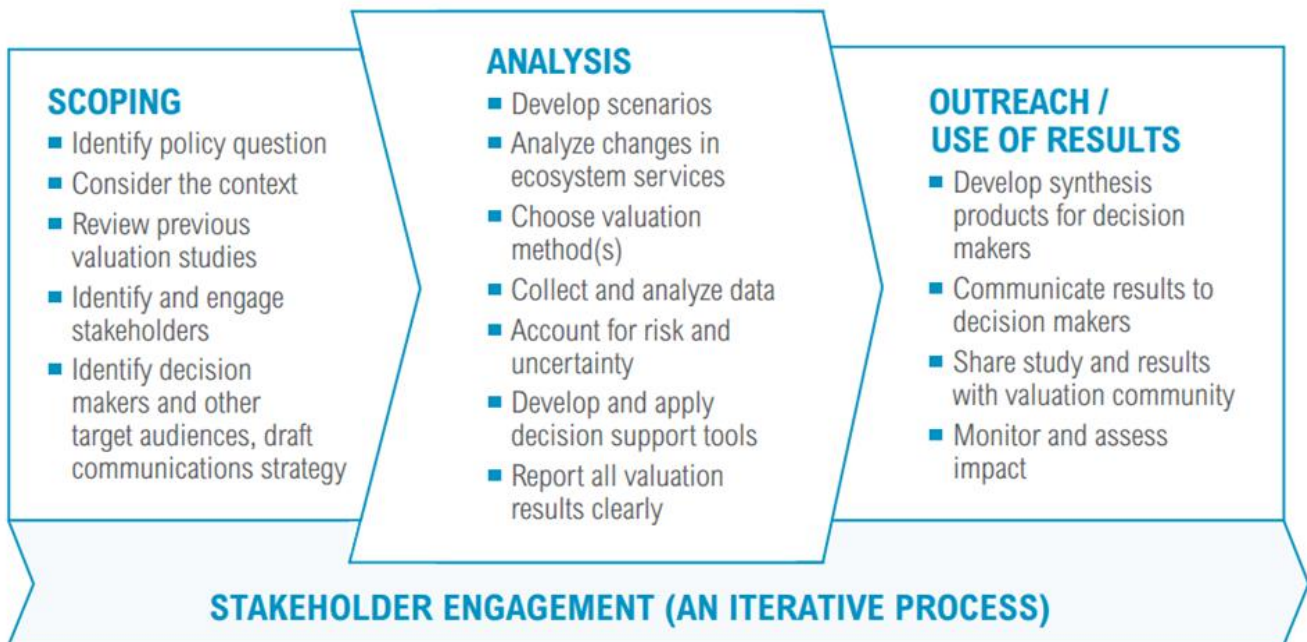 SCOPING
■ Identify policy question
■ Consider the context
■ Review previous
valuation studies
■ Identify and engage
stakeholders
■ Identify decision
makers and other
target audiences, draft
communications strategy
ANALYSIS
■ Develop scenarios
■ Analyze changes in
ecosystem services
■ Choose valuation
method(s)
■ Collect and analyze data
■ Account for risk and
uncertainty
■ Develop and apply
decision support tools
■ Report all valuation
results clearly
OUTREACH /
USE OF RESULTS
■ Develop synthesis
products for decision
makers
■ Communicate results to
decision makers
■ Share study and results
with valuation community
■ Monitor and assess
impact
STAKEHOLDER ENGAGEMENT (AN ITERATIVE PROCESS)